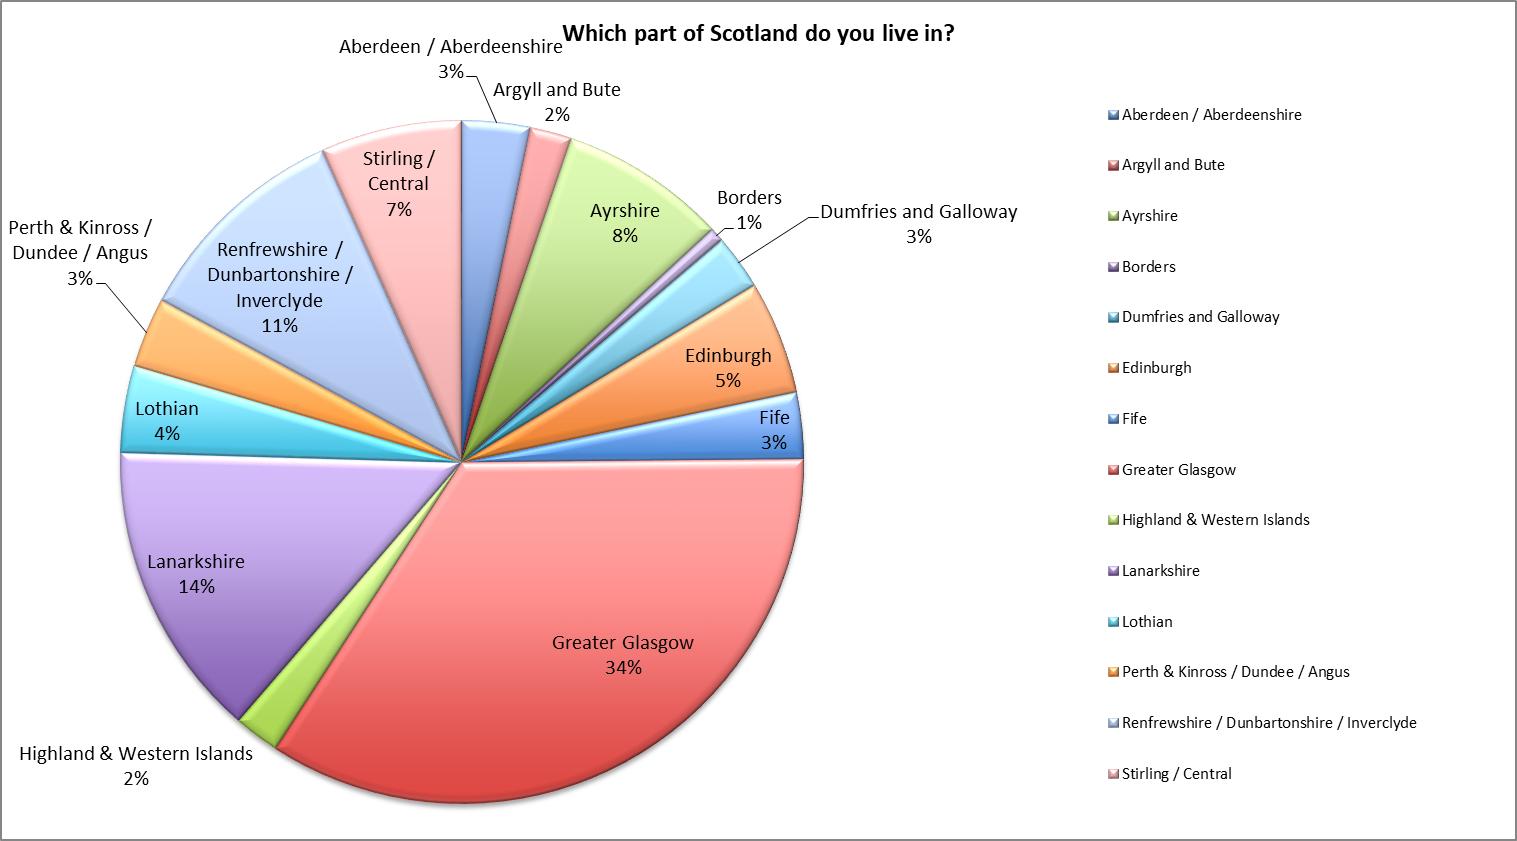 Which part of Scotland do you live in?
Aberdeen / Aberdeenshire
3%
Argyll and Bute
2%
Ayrshire
8%
Borders
1%
Dumfries and Galloway
3%
Edinburgh
5%
Fife
3%
Greater Glasgow
34%
Highland & Western Islands
2%
Lanarkshire
14%
Lothian
4%
Perth & Kinross /
Dundee / Angus
3%
Renfrewshire /
Dunbartonshire /
Inverclyde
11%
Stirling /
Central
7%
Aberdeen / Aberdeenshire
Argyll and Bute
Ayrshire
Borders
Dumfries and Galloway
Edinburgh
Fife
Greater Glasgow
Highland & Western Islands
Lanarkshire
Lothian
Perth & Kinross / Dundee / Angus
Renfrewshire / Dunbartonshire / Inverclyde
Stirling / Central